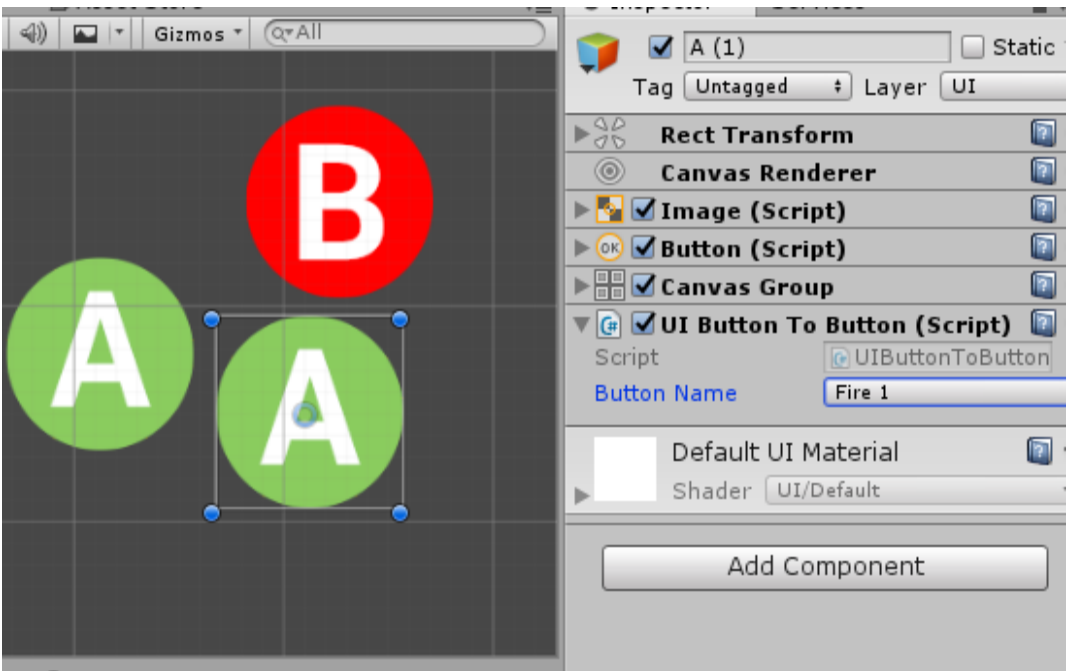 Gizmos
All
B
A
A
A (1)
Static
Tag Untagged Layer UI
Rect Transform
Canvas Renderer
Image (Script)
OK Button (Script)
Canvas Group
UI Button To Button (Script)
Script UIButtonToButton
Button Name Fire 1
Default UI Material
Shader UI/Default
Add Component